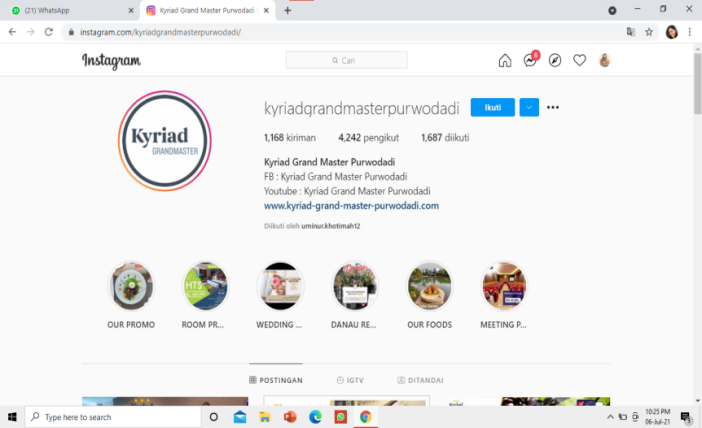 (21) WhatsApp
Kyriad Grand Master Purwodadi
instagram.com/kyriadgrandmasterpurwodadi/
Instagram
Cari
8
Kyriad
GRANDMASTER
kyriadgrandmasterpurwodadi
Ikuti
1,168 kiriman 4,242 pengikut 1,687 diikuti
Kyriad Grand Master Purwodadi
FB : Kyriad Grand Master Purwodadi
Youtube : Kyriad Grand Master Purwodadi
www.kyriad-grand-master-purwodadi.com
Diikuti oleh uminur.khotimah12
HTS
OUR PROMO ROOM PR... WEDDING ... DANAU RE... OUR FOODS MEETING P...
POSTINGAN IGTV DITANDAI
Type here to search
10:25 PM
06-Jul-21
3